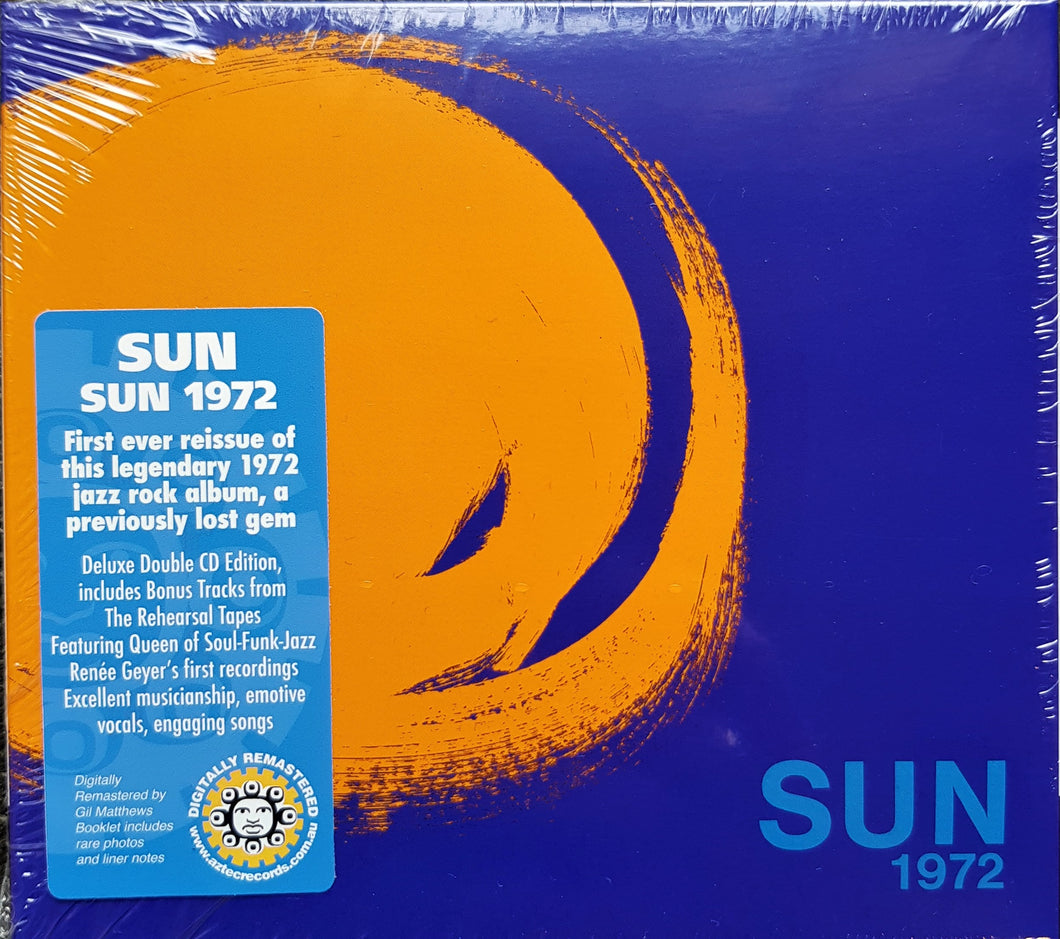 SUN
SUN 1972
First ever reissue of
this legendary 1972
jazz rock album, a
previously lost gem
Deluxe Double CD Edition,
includes Bonus Tracks from
The Rehearsal Tapes
Featuring Queen of Soul-Funk-Jazz
Renée Geyer's first recordings
Excellent musicianship, emotive
vocals, engaging songs
Digitally
Remastered by
Gil Matthews
Booklet includes
rare photos
and liner notes
DIGITALLY REMASTERED
www.aztecrecords.com.au
SUN
1972